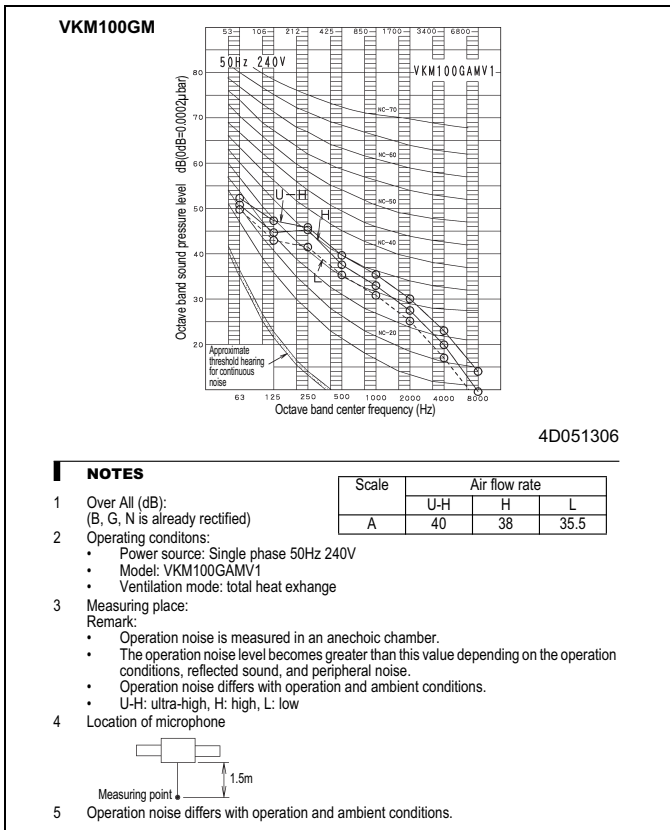 VKM100GM
53 106 212 425 850 1700 3400 6800
50Hz 240V
VKM100GAMV1
Octave band sound pressure level dB(0dB=0.0002μbar)
80
70
60
50
40
30
20
NC-70
NC-60
NC-50
NC-40
NC-20
U-H
H
L
Approximate
threshold hearing
for continuous
noise
63 125 250 500 1000 2000 4000 8000
Octave band center frequency (Hz)
4D051306
NOTES
1 Over All (dB):
(B, G, N is already rectified)
Scale Air flow rate
U-H H L
A 40 38 35.5
2 Operating conditons:
• Power source: Single phase 50Hz 240V
• Model: VKM100GAMV1
• Ventilation mode: total heat exhange
3 Measuring place:
Remark:
• Operation noise is measured in an anechoic chamber.
• The operation noise level becomes greater than this value depending on the operation
conditions, reflected sound, and peripheral noise.
• Operation noise differs with operation and ambient conditions.
• U-H: ultra-high, H: high, L: low
4 Location of microphone
1.5m
Measuring point
5 Operation noise differs with operation and ambient conditions.